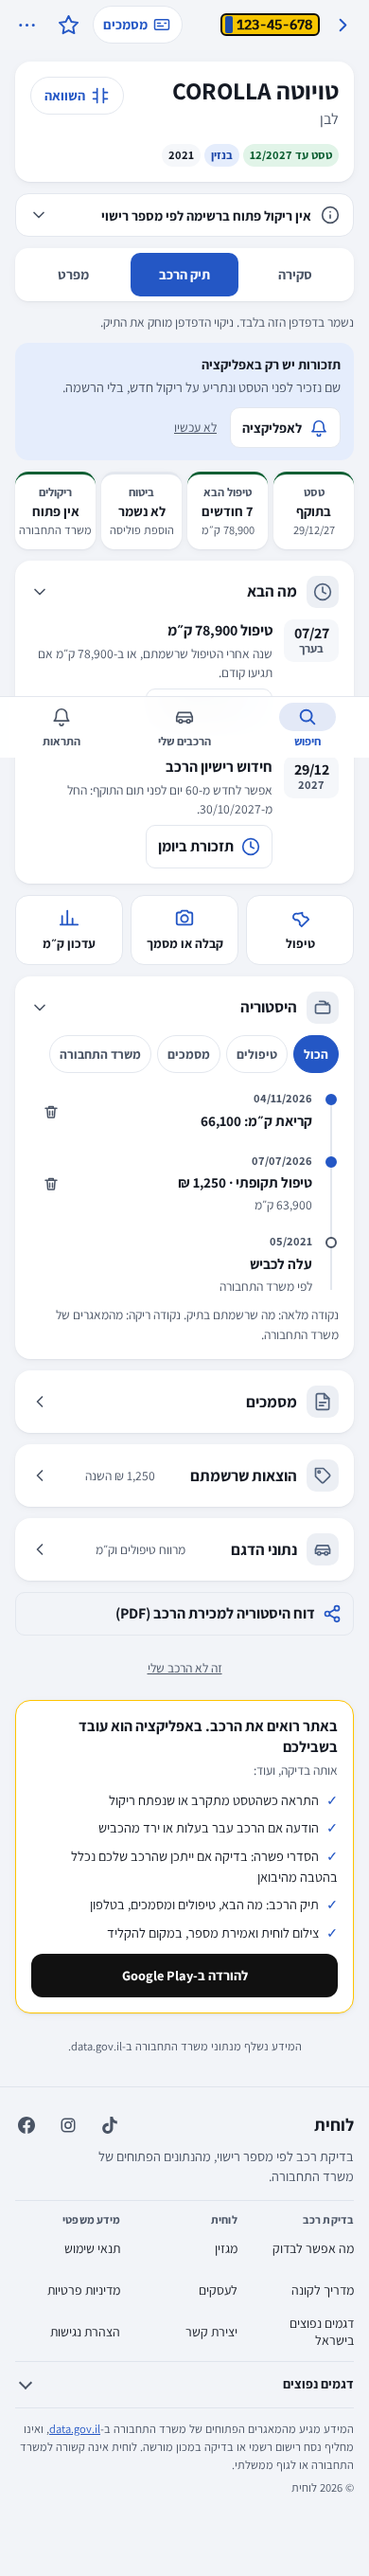 123-45-678
מסמכים
טויוטה COROLLA
השוואה
לבן
טסט עד 12/2027
בנזין
2021
אין ריקול פתוח ברשימה לפי מספר רישוי
סקירה
תיק הרכב
מפרט
נשמר בדפדפן הזה בלבד. ניקוי הדפדפן מוחק את התיק.
תזכורות יש רק באפליקציה
שם נזכיר לפני הטסט ונתריע על ריקול חדש, בלי הרשמה.
לאפליקציה
לא עכשיו
טסט
בתוקף
29/12/27
טיפול הבא
7 חודשים
78,900 ק״מ
ביטוח
לא נשמר
הוספת פוליסה
ריקולים
אין פתוח
משרד התחבורה
מה הבא
07/27
בערך
טיפול 78,900 ק״מ
שנה אחרי הטיפול שרשמתם, או ב-78,900 ק״מ אם
תגיעו קודם.
חיפוש
הרכבים שלי
התראות
29/12
2027
חידוש רישיון הרכב
אפשר לחדש מ-60 יום לפני תום התוקף: החל
מ-30/10/2027.
תזכורת ביומן
טיפול
קבלה או מסמך
עדכון ק״מ
היסטוריה
הכול
טיפולים
מסמכים
משרד התחבורה
04/11/2026
קריאת ק״מ: 66,100
07/07/2026
טיפול תקופתי · 1,250 ₪
63,900 ק״מ
05/2021
עלה לכביש
לפי משרד התחבורה
נקודה מלאה: מה שרשמתם בתיק. נקודה ריקה: מהמאגרים של
משרד התחבורה.
מסמכים
הוצאות שרשמתם
1,250 ₪ השנה
נתוני הדגם
מרווח טיפולים וק״מ
דוח היסטוריה למכירת הרכב (PDF)
זה לא הרכב שלי
באתר רואים את הרכב. באפליקציה הוא עובד
בשבילכם
אותה בדיקה, ועוד:
✓ התראה כשהטסט מתקרב או שנפתח ריקול
✓ הודעה אם הרכב עבר בעלות או ירד מהכביש
✓ הסדרי פשרה: בדיקה אם ייתכן שהרכב שלכם נכלל
בהטבה מהיבואן
✓ תיק הרכב: מה הבא, טיפולים ומסמכים, בטלפון
✓ צילום לוחית ואמירת מספר, במקום להקליד
להורדה ב-Google Play
המידע נשלף מנתוני משרד התחבורה ב-data.gov.il.
לוחית
בדיקת רכב לפי מספר רישוי, מהנתונים הפתוחים של
משרד התחבורה.
בדיקת רכב
לוחית
מידע משפטי
מה אפשר לבדוק
מגזין
תנאי שימוש
מדריך לקונה
לעסקים
מדיניות פרטיות
דגמים נפוצים
בישראל
יצירת קשר
הצהרת נגישות
דגמים נפוצים
המידע מגיע מהמאגרים הפתוחים של משרד התחבורה ב-data.gov.il, ואינו
מחליף נסח רישום רשמי או בדיקה במכון מורשה. לוחית אינה קשורה למשרד
התחבורה או לגוף ממשלתי.
© 2026 לוחית